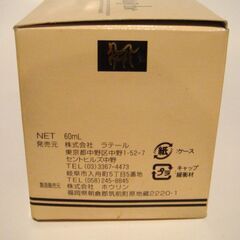 NET 60mL
発売元 株式会社 ラテール
東京都中野区中野1-52-7
セントヒルズ中野
TEL (03)3367-4473
岐阜市入舟町5丁目5番地
TEL (058)245-8845
製造販売元 株式会社 ホウリン
福岡県朝倉郡筑前町原地蔵2220-1
紙 ケース
プラ キャップ
緩衝材